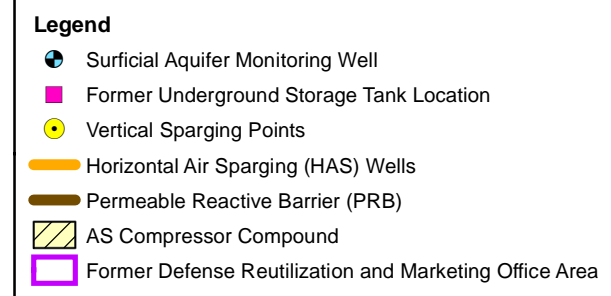 Legend
Surficial Aquifer Monitoring Well
Former Underground Storage Tank Location
Vertical Sparging Points
Horizontal Air Sparging (HAS) Wells
Permeable Reactive Barrier (PRB)
AS Compressor Compound
Former Defense Reutilization and Marketing Office Area